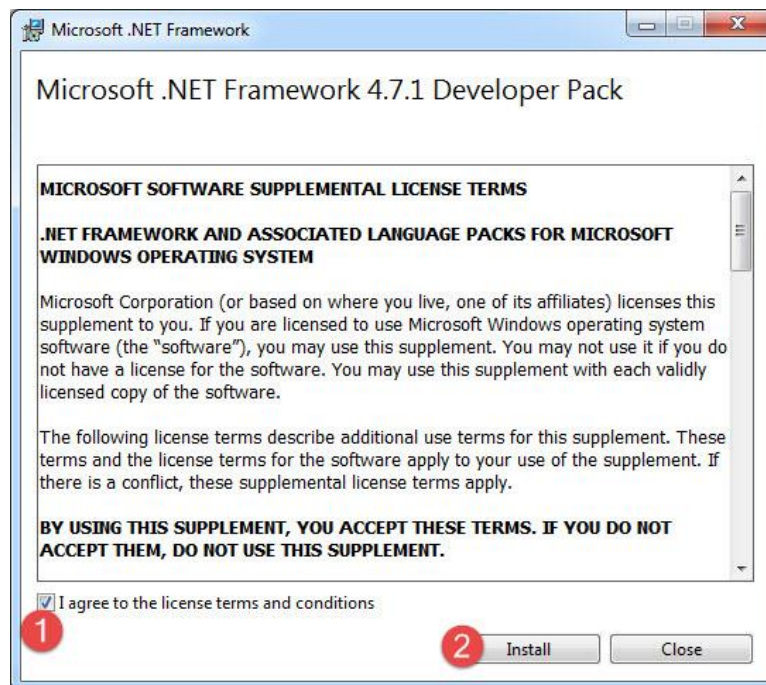 Microsoft .NET Framework
Microsoft .NET Framework 4.7.1 Developer Pack
MICROSOFT SOFTWARE SUPPLEMENTAL LICENSE TERMS
.NET FRAMEWORK AND ASSOCIATED LANGUAGE PACKS FOR MICROSOFT
WINDOWS OPERATING SYSTEM
Microsoft Corporation (or based on where you live, one of its affiliates) licenses this
supplement to you. If you are licensed to use Microsoft Windows operating system
software (the “software”), you may use this supplement. You may not use it if you do
not have a license for the software. You may use this supplement with each validly
licensed copy of the software.
The following license terms describe additional use terms for this supplement. These
terms and the license terms for the software apply to your use of the supplement. If
there is a conflict, these supplemental license terms apply.
BY USING THIS SUPPLEMENT, YOU ACCEPT THESE TERMS. IF YOU DO NOT
ACCEPT THEM, DO NOT USE THIS SUPPLEMENT.
I agree to the license terms and conditions
1
2 Install Close